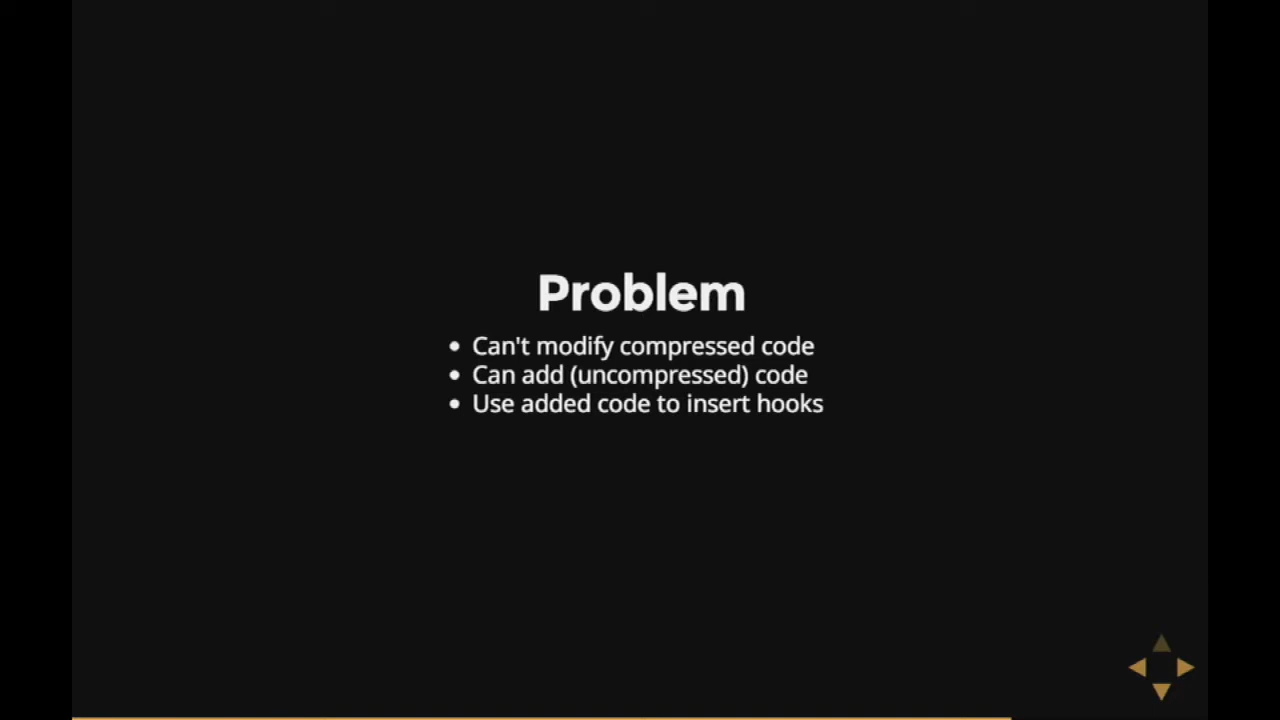 Problem
Can't modify compressed code
Can add (uncompressed) code
Use added code to insert hooks